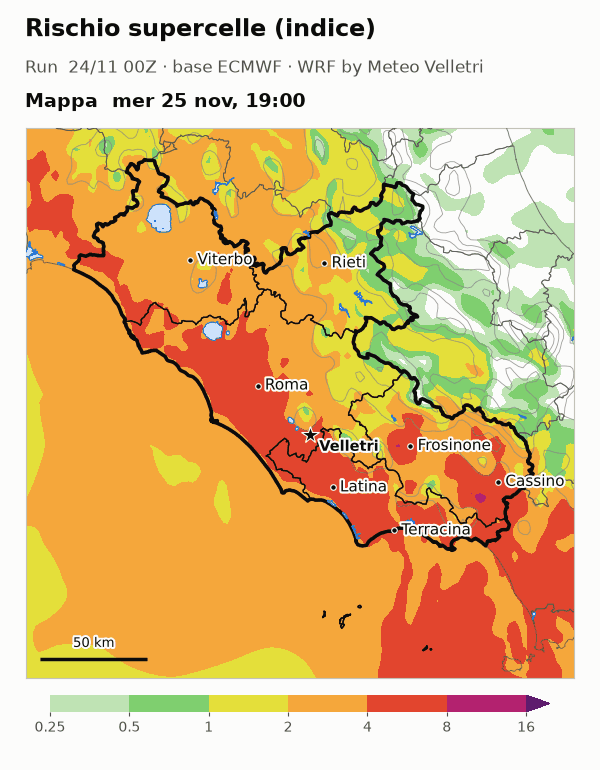 Rischio supercelle (indice)
Run  24/11 00Z · base ECMWF · WRF by Meteo Velletri
Mappa  mer 25 nov, 19:00
Viterbo
Rieti
Roma
Velletri
Frosinone
Latina
Cassino
Terracina
50 km
0.25 0.5 1 2 4 8 16